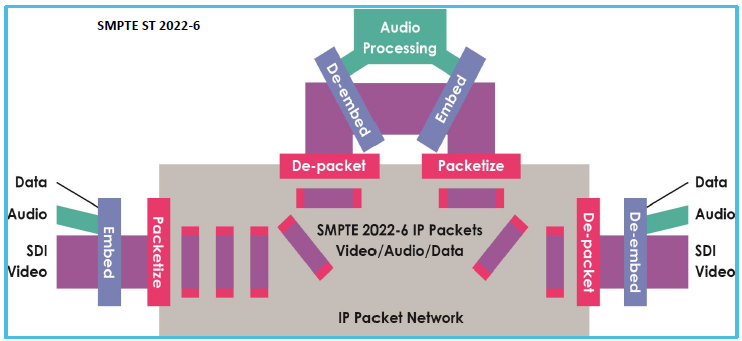 SMPTE ST 2022-6
Audio
Processing
De-embed
Embed
De-packet
Packetize
Data
Audio
SDI
Video
Embed
Packetize
SMPTE 2022-6 IP Packets
Video/Audio/Data
IP Packet Network
De-packet
De-embed
Data
Audio
SDI
Video